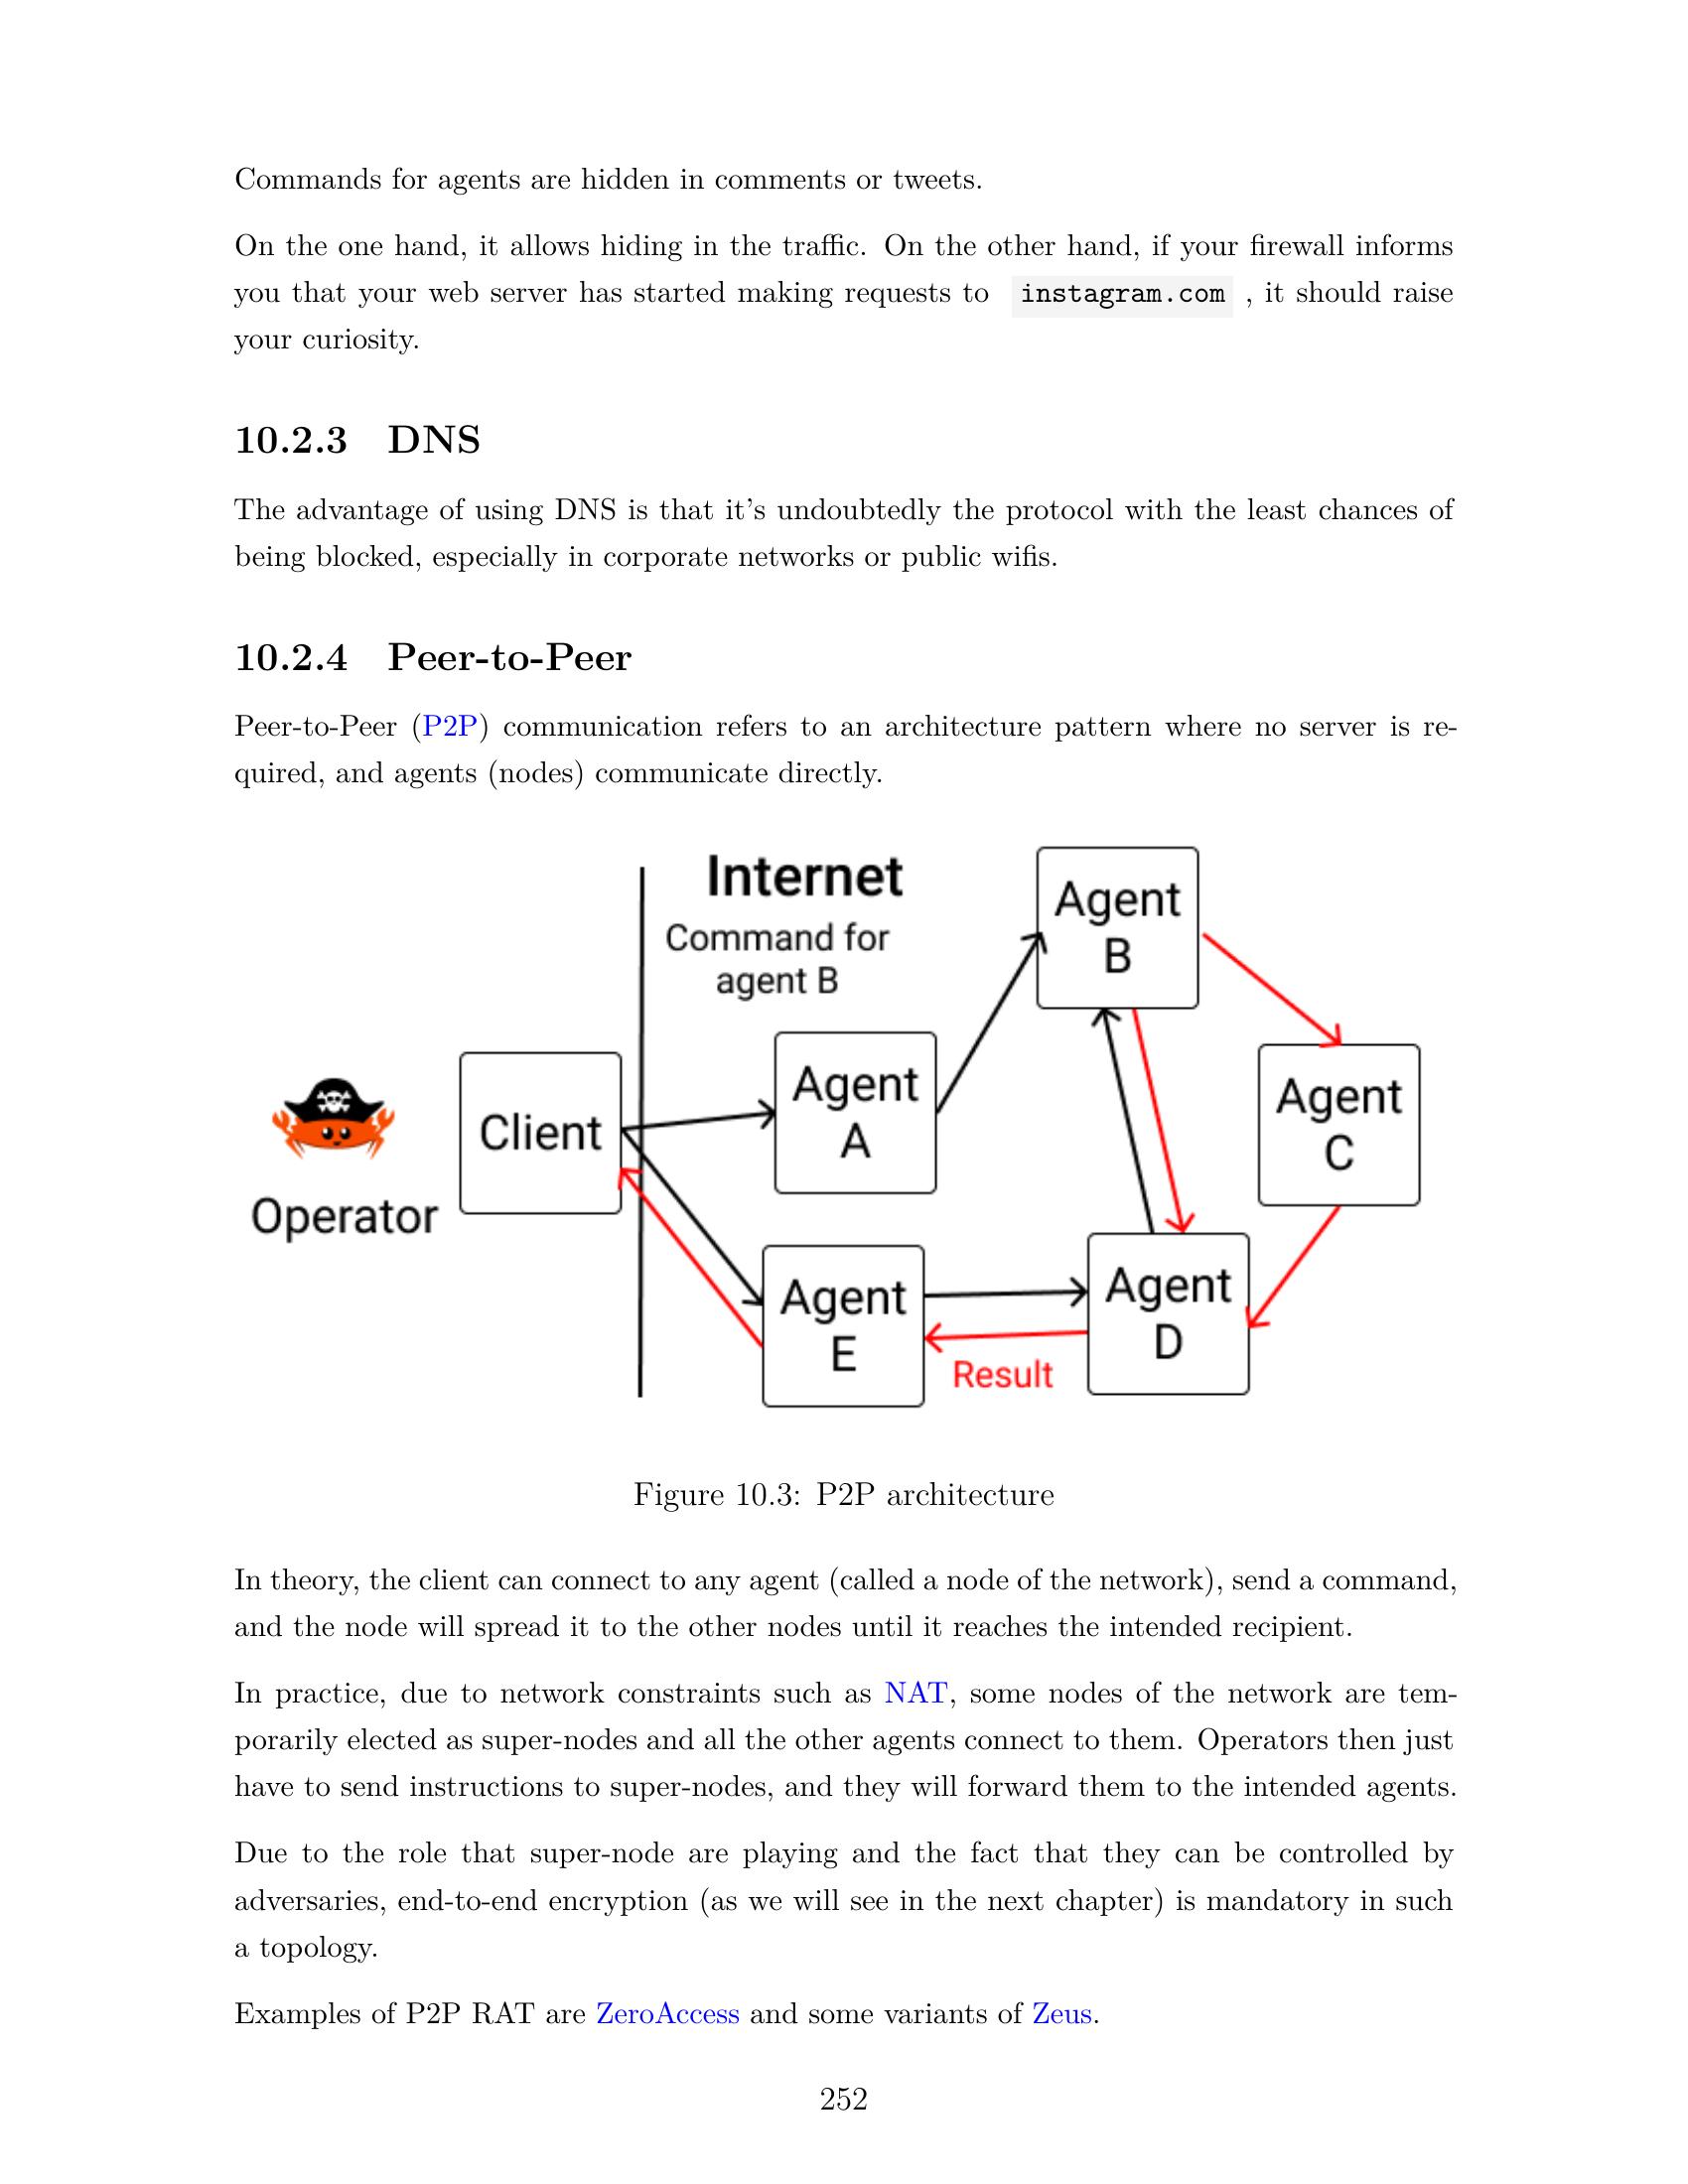 Commands for agents are hidden in comments or tweets.
On the one hand, it allows hiding in the traffic. On the other hand, if your firewall informs
you that your web server has started making requests to instagram.com , it should raise
your curiosity.
10.2.3 DNS
The advantage of using DNS is that it's undoubtedly the protocol with the least chances of
being blocked, especially in corporate networks or public wifis.
10.2.4 Peer-to-Peer
Peer-to-Peer (P2P) communication refers to an architecture pattern where no server is re-
quired, and agents (nodes) communicate directly.
Internet
Command for
agent B
Agent
B
Agent
A
Agent
C
Client
Operator
Agent
E
Agent
D
Result
Figure 10.3: P2P architecture
In theory, the client can connect to any agent (called a node of the network), send a command,
and the node will spread it to the other nodes until it reaches the intended recipient.
In practice, due to network constraints such as NAT, some nodes of the network are tem-
porarily elected as super-nodes and all the other agents connect to them. Operators then just
have to send instructions to super-nodes, and they will forward them to the intended agents.
Due to the role that super-node are playing and the fact that they can be controlled by
adversaries, end-to-end encryption (as we will see in the next chapter) is mandatory in such
a topology.
Examples of P2P RAT are ZeroAccess and some variants of Zeus.
252